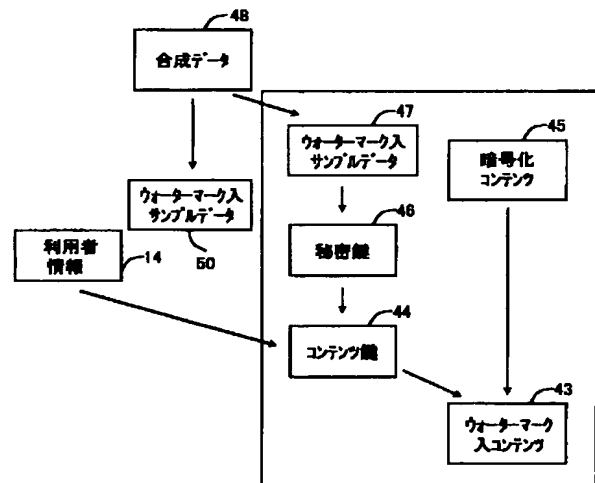 48
合成データ
47
ウォーターマーク入
サンプルデータ
45
暗号化
コンテンツ
ウォーターマーク入
サンプルデータ
50
46
秘密鍵
利用者
情報
14
44
コンテンツ鍵
43
ウォーターマーク
入コンテンツ